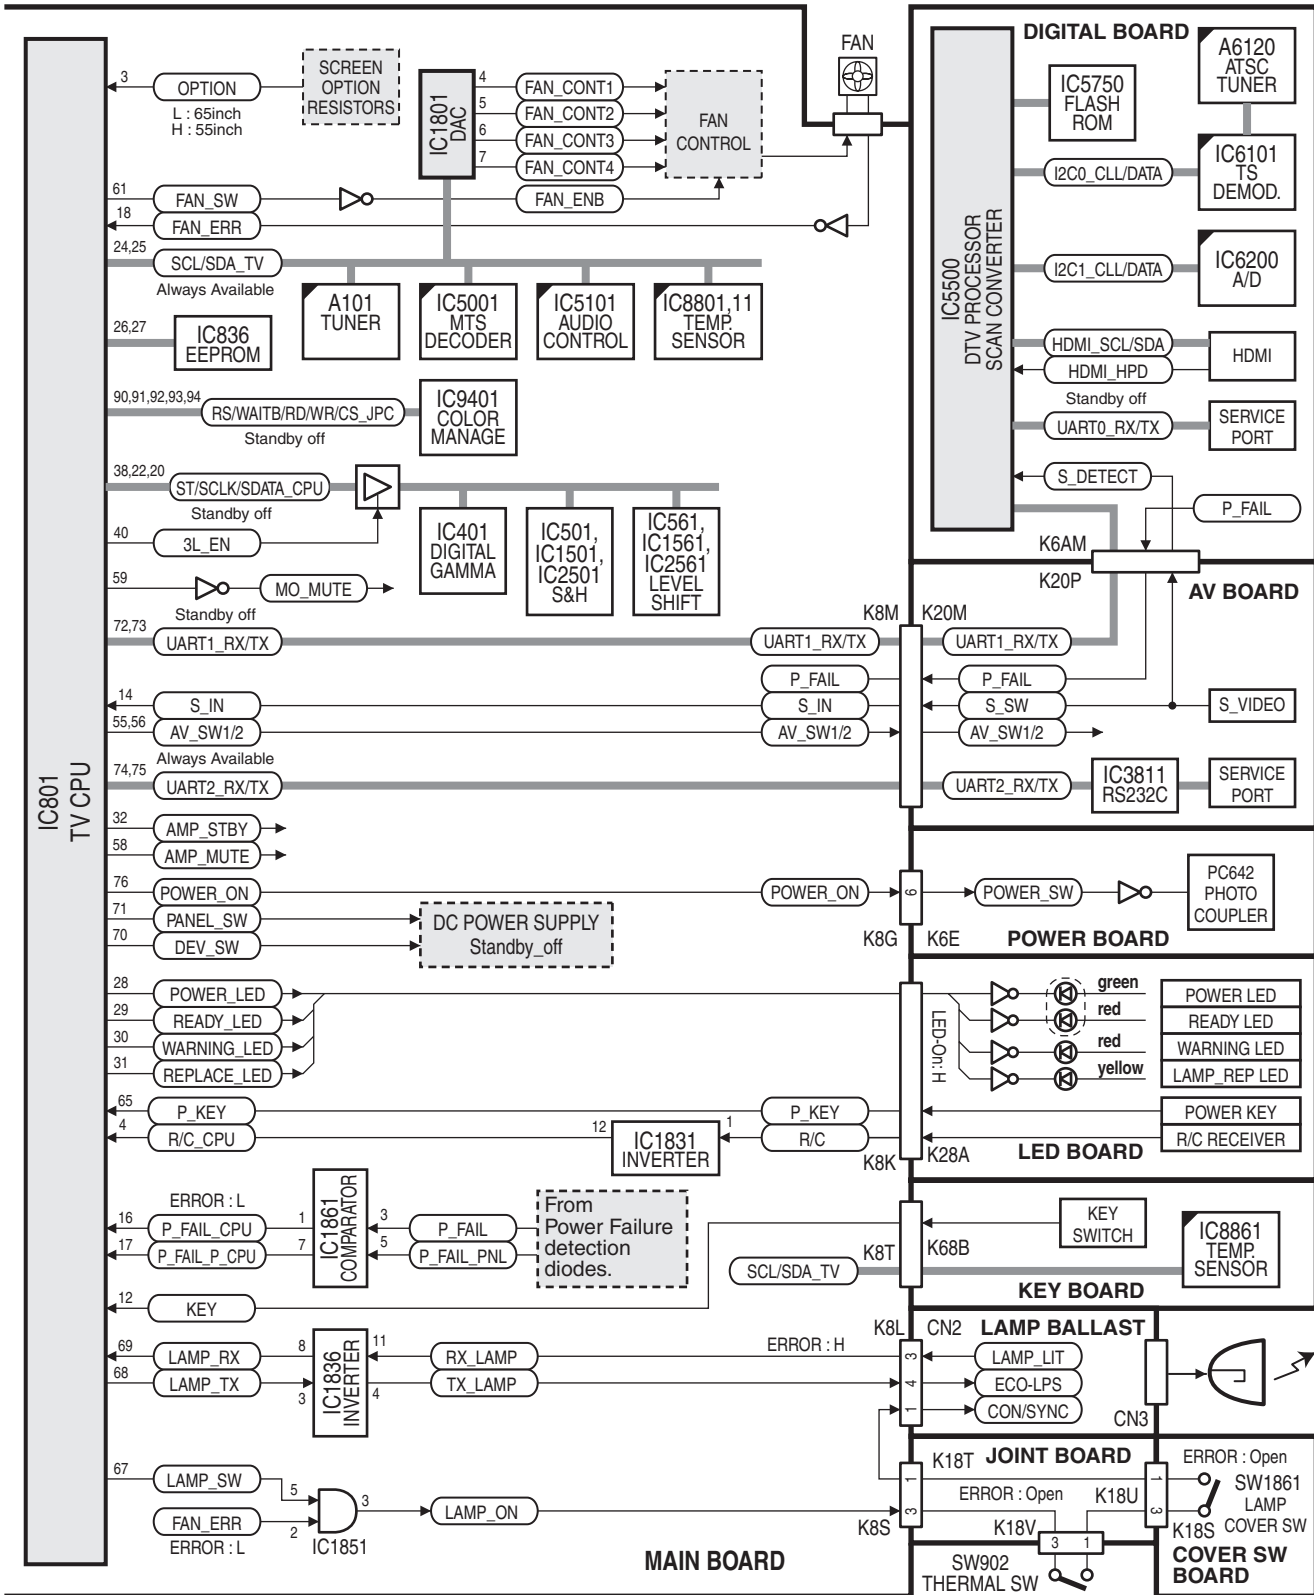 DIGITAL BOARD
FAN
3
OPTION
L : 65inch
H : 55inch
SCREEN
OPTION
RESISTORS
IC1801
DAC
4
FAN_CONT1
5
FAN_CONT2
6
FAN_CONT3
7
FAN_CONT4
FAN
CONTROL
61
FAN_SW
FAN_ENB
18
FAN_ERR
24,25
SCL/SDA_TV
Always Available
A101
TUNER
IC5001
MTS
DECODER
IC5101
AUDIO
CONTROL
IC8801,11
TEMP.
SENSOR
26,27
IC836
EEPROM
90,91,92,93,94
RS/WAITB/RD/WR/CS_JPC
Standby off
IC9401
COLOR
MANAGE
38,22,20
ST/SCLK/SDATA_CPU
Standby off
40
3L_EN
IC401
DIGITAL
GAMMA
IC501,
IC1501,
IC2501
S&H
IC561,
IC1561,
IC2561
LEVEL
SHIFT
59
MO_MUTE
Standby off
72,73
UART1_RX/TX
UART1_RX/TX
K8M
K20M
UART1_RX/TX
P_FAIL
P_FAIL
14
S_IN
S_IN
S_SW
S_VIDEO
55,56
AV_SW1/2
AV_SW1/2
AV_SW1/2
Always Available
74,75
UART2_RX/TX
UART2_RX/TX
IC3811
RS232C
SERVICE
PORT
IC801
TV CPU
IC5500
DTV PROCESSOR
SCAN CONVERTER
IC5750
FLASH
ROM
A6120
ATSC
TUNER
I2C0_CLL/DATA
IC6101
TS
DEMOD.
I2C1_CLL/DATA
IC6200
A/D
HDMI_SCL/SDA
HDMI_HPD
HDMI
Standby off
UART0_RX/TX
SERVICE
PORT
S_DETECT
P_FAIL
K6AM
K20P
AV BOARD
32
AMP_STBY
58
AMP_MUTE
76
POWER_ON
POWER_ON
6
POWER_SW
PC642
PHOTO
COUPLER
71
PANEL_SW
70
DEV_SW
DC POWER SUPPLY
Standby_off
K8G
K6E
POWER BOARD
28
POWER_LED
29
READY_LED
30
WARNING_LED
31
REPLACE_LED
LED-On: H
green
POWER LED
red
READY LED
red
WARNING LED
yellow
LAMP_REP LED
65
P_KEY
P_KEY
POWER KEY
4
R/C_CPU
12
IC1831
INVERTER
1
R/C
R/C RECEIVER
K8K
K28A
LED BOARD
ERROR : L
16
P_FAIL_CPU
1
17
P_FAIL_P_CPU
7
IC1861
COMPARATOR
3
P_FAIL
5
P_FAIL_PNL
From
Power Failure
detection
diodes.
KEY
SWITCH
IC8861
TEMP.
SENSOR
K8T
K68B
SCL/SDA_TV
KEY BOARD
12
KEY
K8L
CN2
LAMP BALLAST
69
LAMP_RX
8
IC1836
INVERTER
11
RX_LAMP
ERROR : H
3
LAMP_LIT
68
LAMP_TX
3
4
TX_LAMP
4
ECO-LPS
1
CON/SYNC
CN3
67
LAMP_SW
5
FAN_ERR
2
ERROR : L
3
IC1851
LAMP_ON
K18T
JOINT BOARD
1
3
K8S
ERROR : Open
K18U
1
3
K18V
3
1
SW902
THERMAL SW
ERROR : Open
SW1861
LAMP
COVER SW
K18S
COVER SW
BOARD
MAIN BOARD